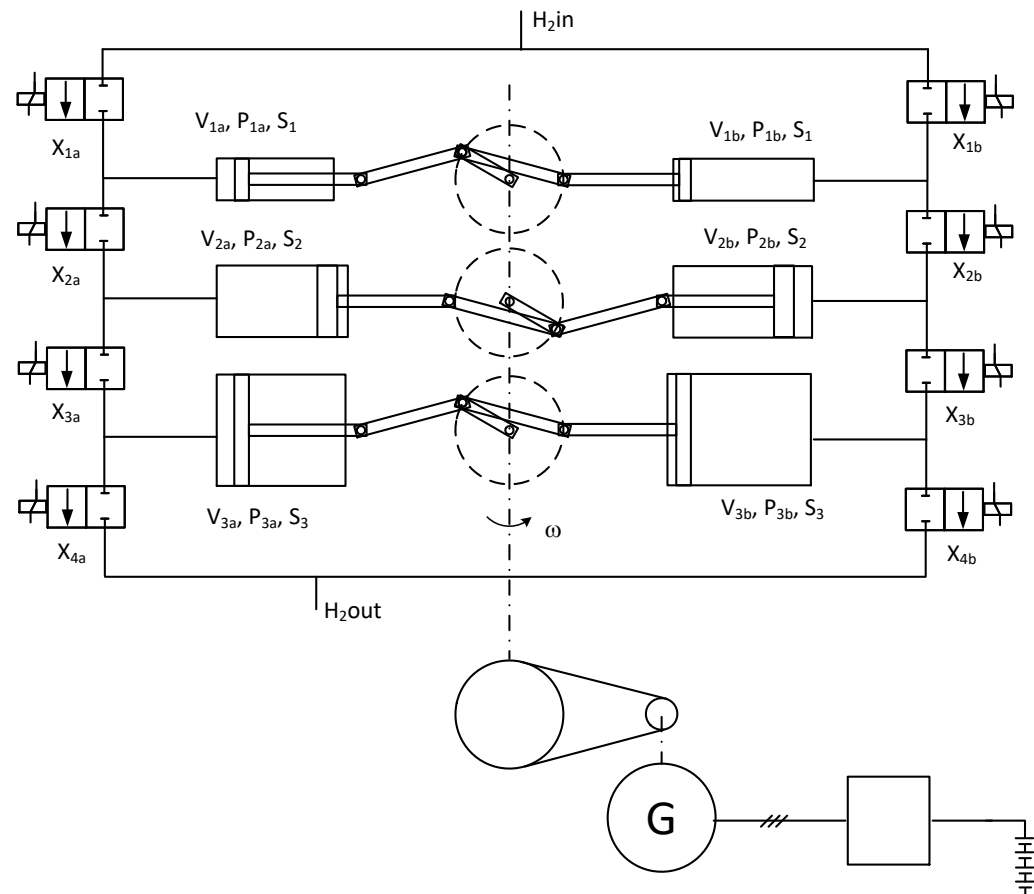 H₂in
X₁ₐ
V₁ₐ, P₁ₐ, S₁
V₁b, P₁b, S₁
X₁b
X₂ₐ
V₂ₐ, P₂ₐ, S₂
V₂b, P₂b, S₂
X₂b
X₃ₐ
X₃b
V₃ₐ, P₃ₐ, S₃
V₃b, P₃b, S₃
X₄ₐ
ω
X₄b
H₂out
G